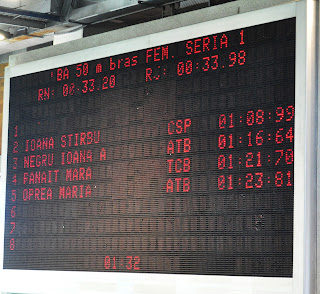 !BA 50 m bras FEM. SERIA 1
RN: 00:33.20 RJ: 00:33.98
1
2 IOANA STIRBU CSP 01:08:99
3 NEGRU IOANA A ATB 01:16:64
4 PANAIT MARA TCB 01:21:70
5 OPREA MARIA ATB 01:23:81
6
7
8
01 32